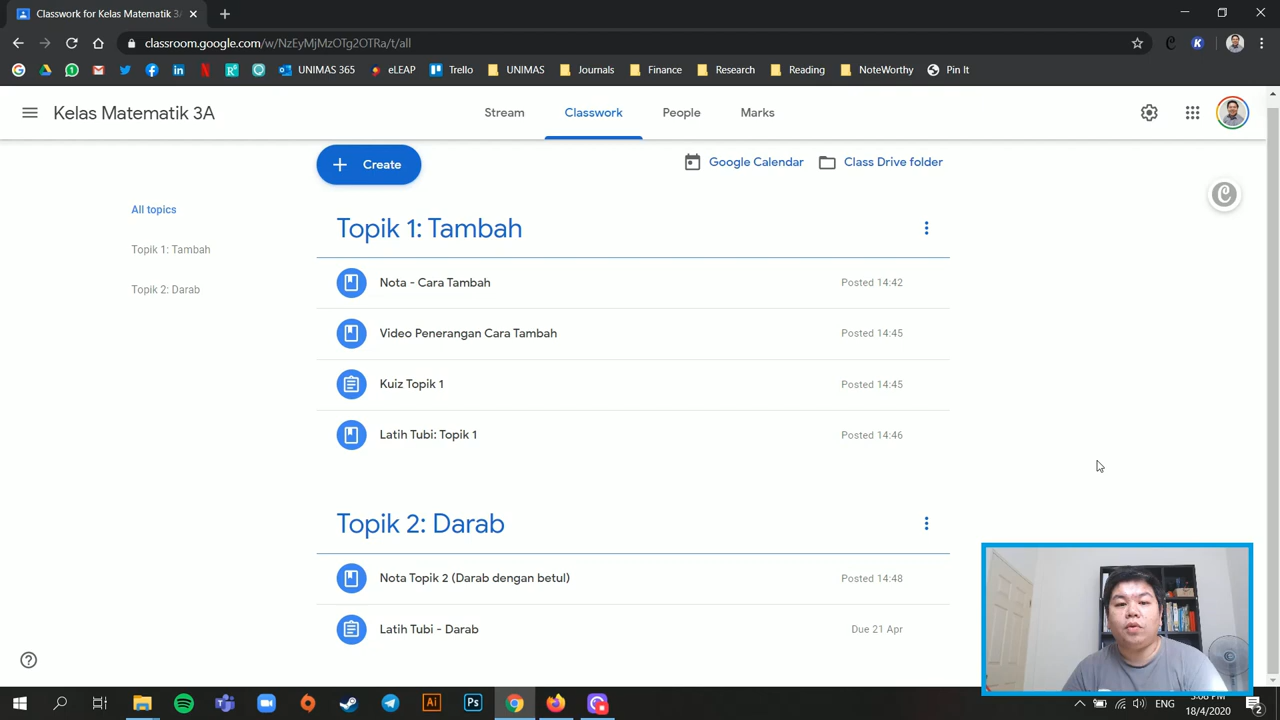 Classwork for Kelas Matematik 3A
classroom.google.com/w/NzEyMjMzOTg2OTRa/t/all
UNIMAS 365
eLEAP
Trello
UNIMAS
Journals
Finance
Research
Reading
NoteWorthy
Pin It
Kelas Matematik 3A
Stream
Classwork
People
Marks
Create
Google Calendar
Class Drive folder
All topics
Topik 1: Tambah
Topik 2: Darab
Topik 1: Tambah
Nota - Cara Tambah
Posted 14:42
Video Penerangan Cara Tambah
Posted 14:45
Kuiz Topik 1
Posted 14:45
Latih Tubi: Topik 1
Posted 14:46
Topik 2: Darab
Nota Topik 2 (Darab dengan betul)
Posted 14:48
Latih Tubi - Darab
Due 21 Apr
Ai
Ps
ENG
18/4/2020
2